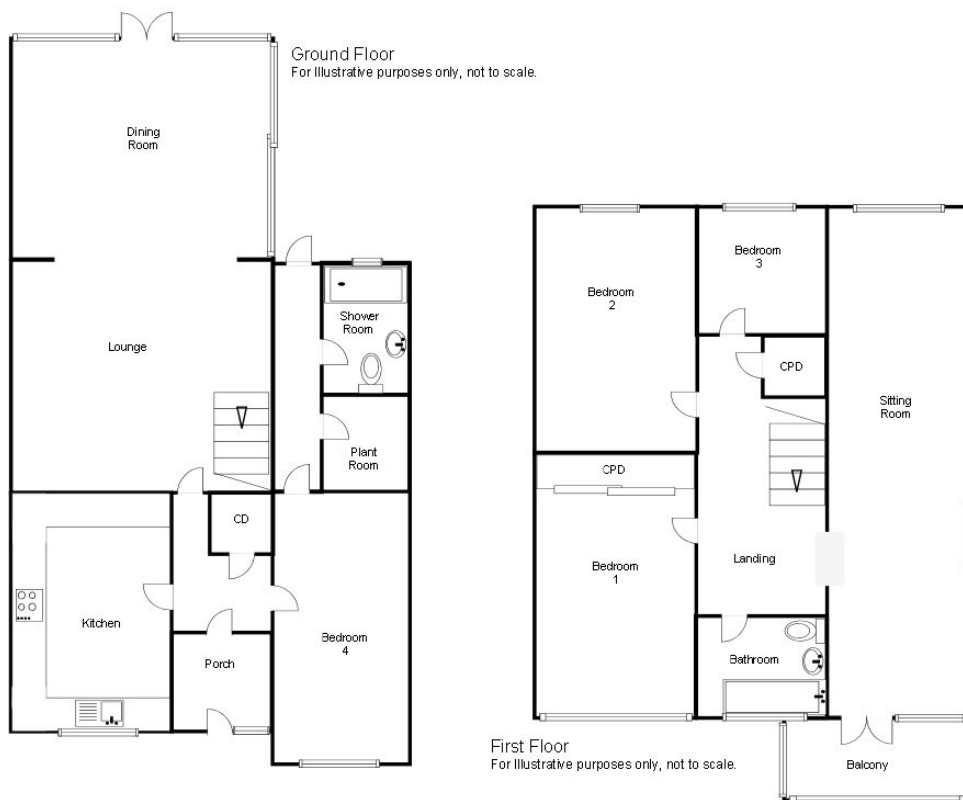 Ground Floor
For Illustrative purposes only, not to scale.
Dining
Room
Lounge
Shower
Room
Plant
Room
CD
Kitchen
Bedroom
4
Porch
Bedroom
2
Bedroom
3
CPD
Sitting
Room
CPD
Bedroom
1
Landing
Bathroom
Balcony
First Floor
For Illustrative purposes only, not to scale.